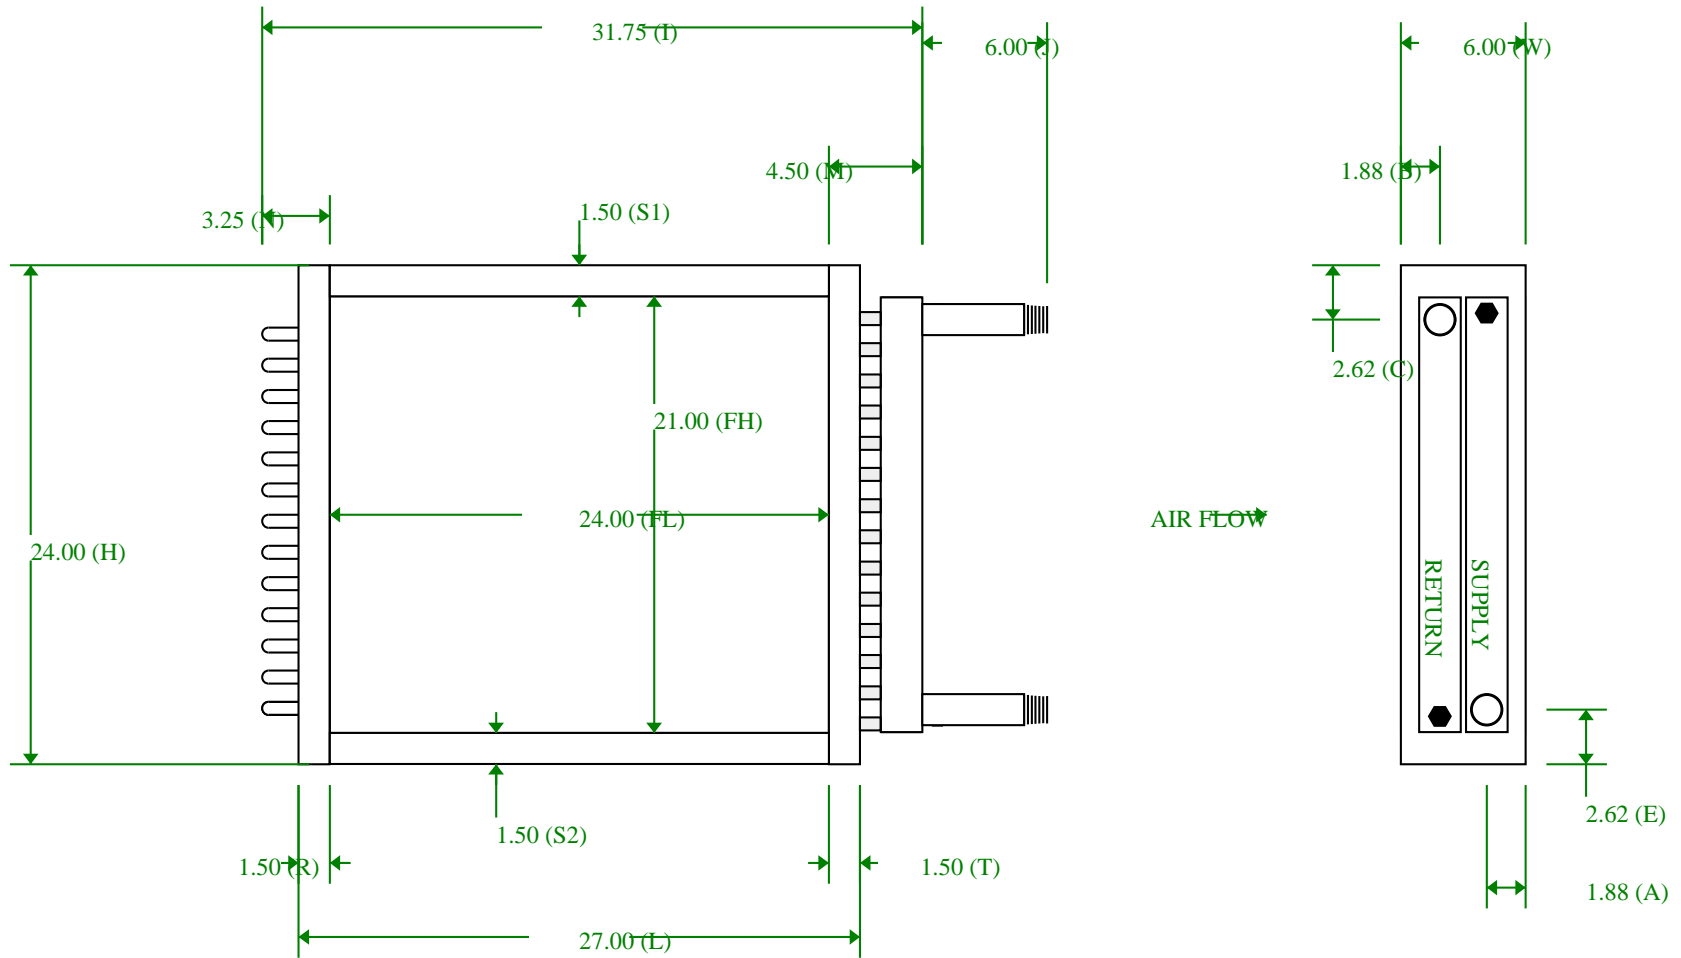 31.75 (I)
6.00 (J)
6.00 (W)
4.50 (M)
1.88 (B)
3.25 (N)
1.50 (S1)
2.62 (C)
21.00 (FH)
24.00 (FL)
AIR FLOW
24.00 (H)
RETURN
SUPPLY
2.62 (E)
1.50 (S2)
1.50 (R)
1.50 (T)
1.88 (A)
27.00 (L)